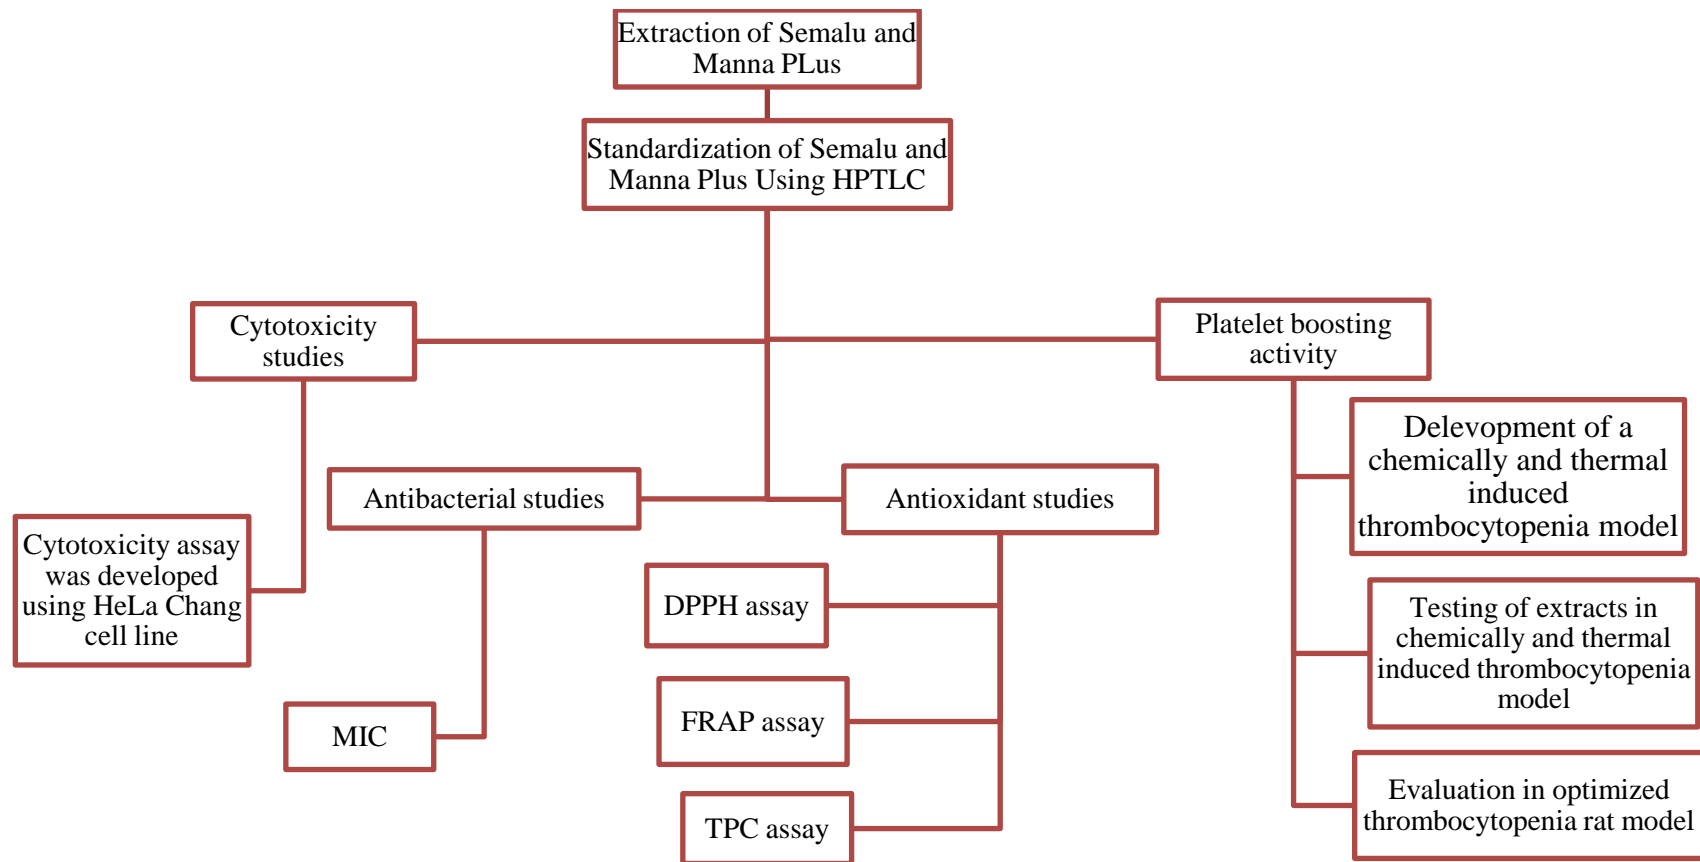 Extraction of Semalu and
Manna PLus
Standardization of Semalu and
Manna Plus Using HPTLC
Cytotoxicity
studies
Platelet boosting
activity
Delevopment of a
chemically and thermal
induced
thrombocytopenia model
Antibacterial studies
Antioxidant studies
Cytotoxicity assay
was developed
using HeLa Chang
cell line
DPPH assay
Testing of extracts in
chemically and thermal
induced thrombocytopenia
model
MIC
FRAP assay
TPC assay
Evaluation in optimized
thrombocytopenia rat model